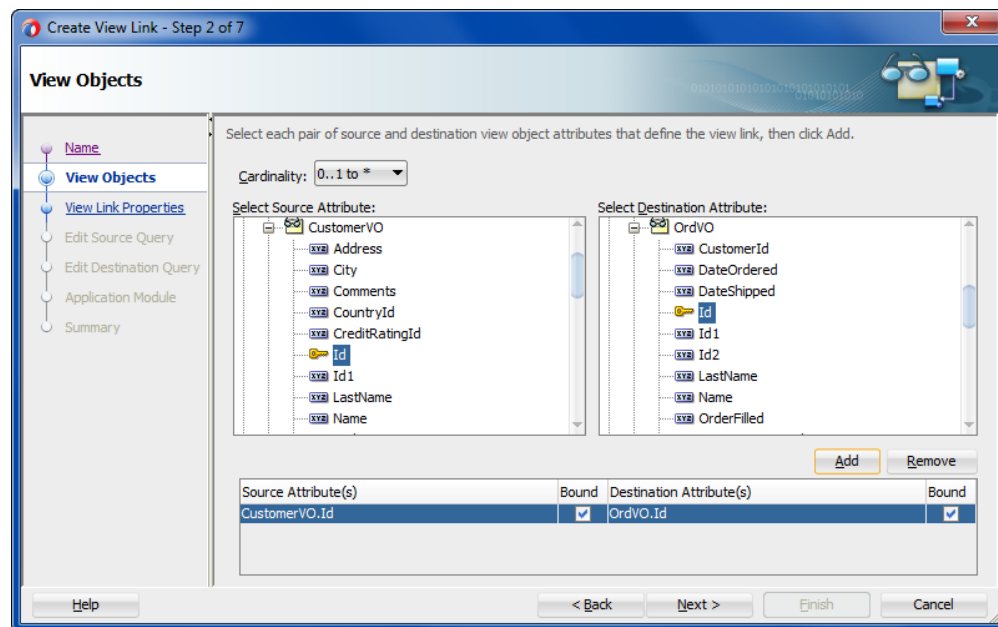 Create View Link - Step 2 of 7
View Objects
Name
View Objects
View Link Properties
Edit Source Query
Edit Destination Query
Application Module
Summary
Select each pair of source and destination view object attributes that define the view link, then click Add.
Cardinality: 0..1 to *
Select Source Attribute:
CustomerVO
Address
City
Comments
CountryId
CreditRatingId
Id
Id1
LastName
Name
Select Destination Attribute:
OrdVO
CustomerId
DateOrdered
DateShipped
Id
Id1
Id2
LastName
Name
OrderFilled
Add Remove
Source Attribute(s) Bound Destination Attribute(s) Bound
CustomerVO.Id OrdVO.Id
Help < Back Next > Finish Cancel